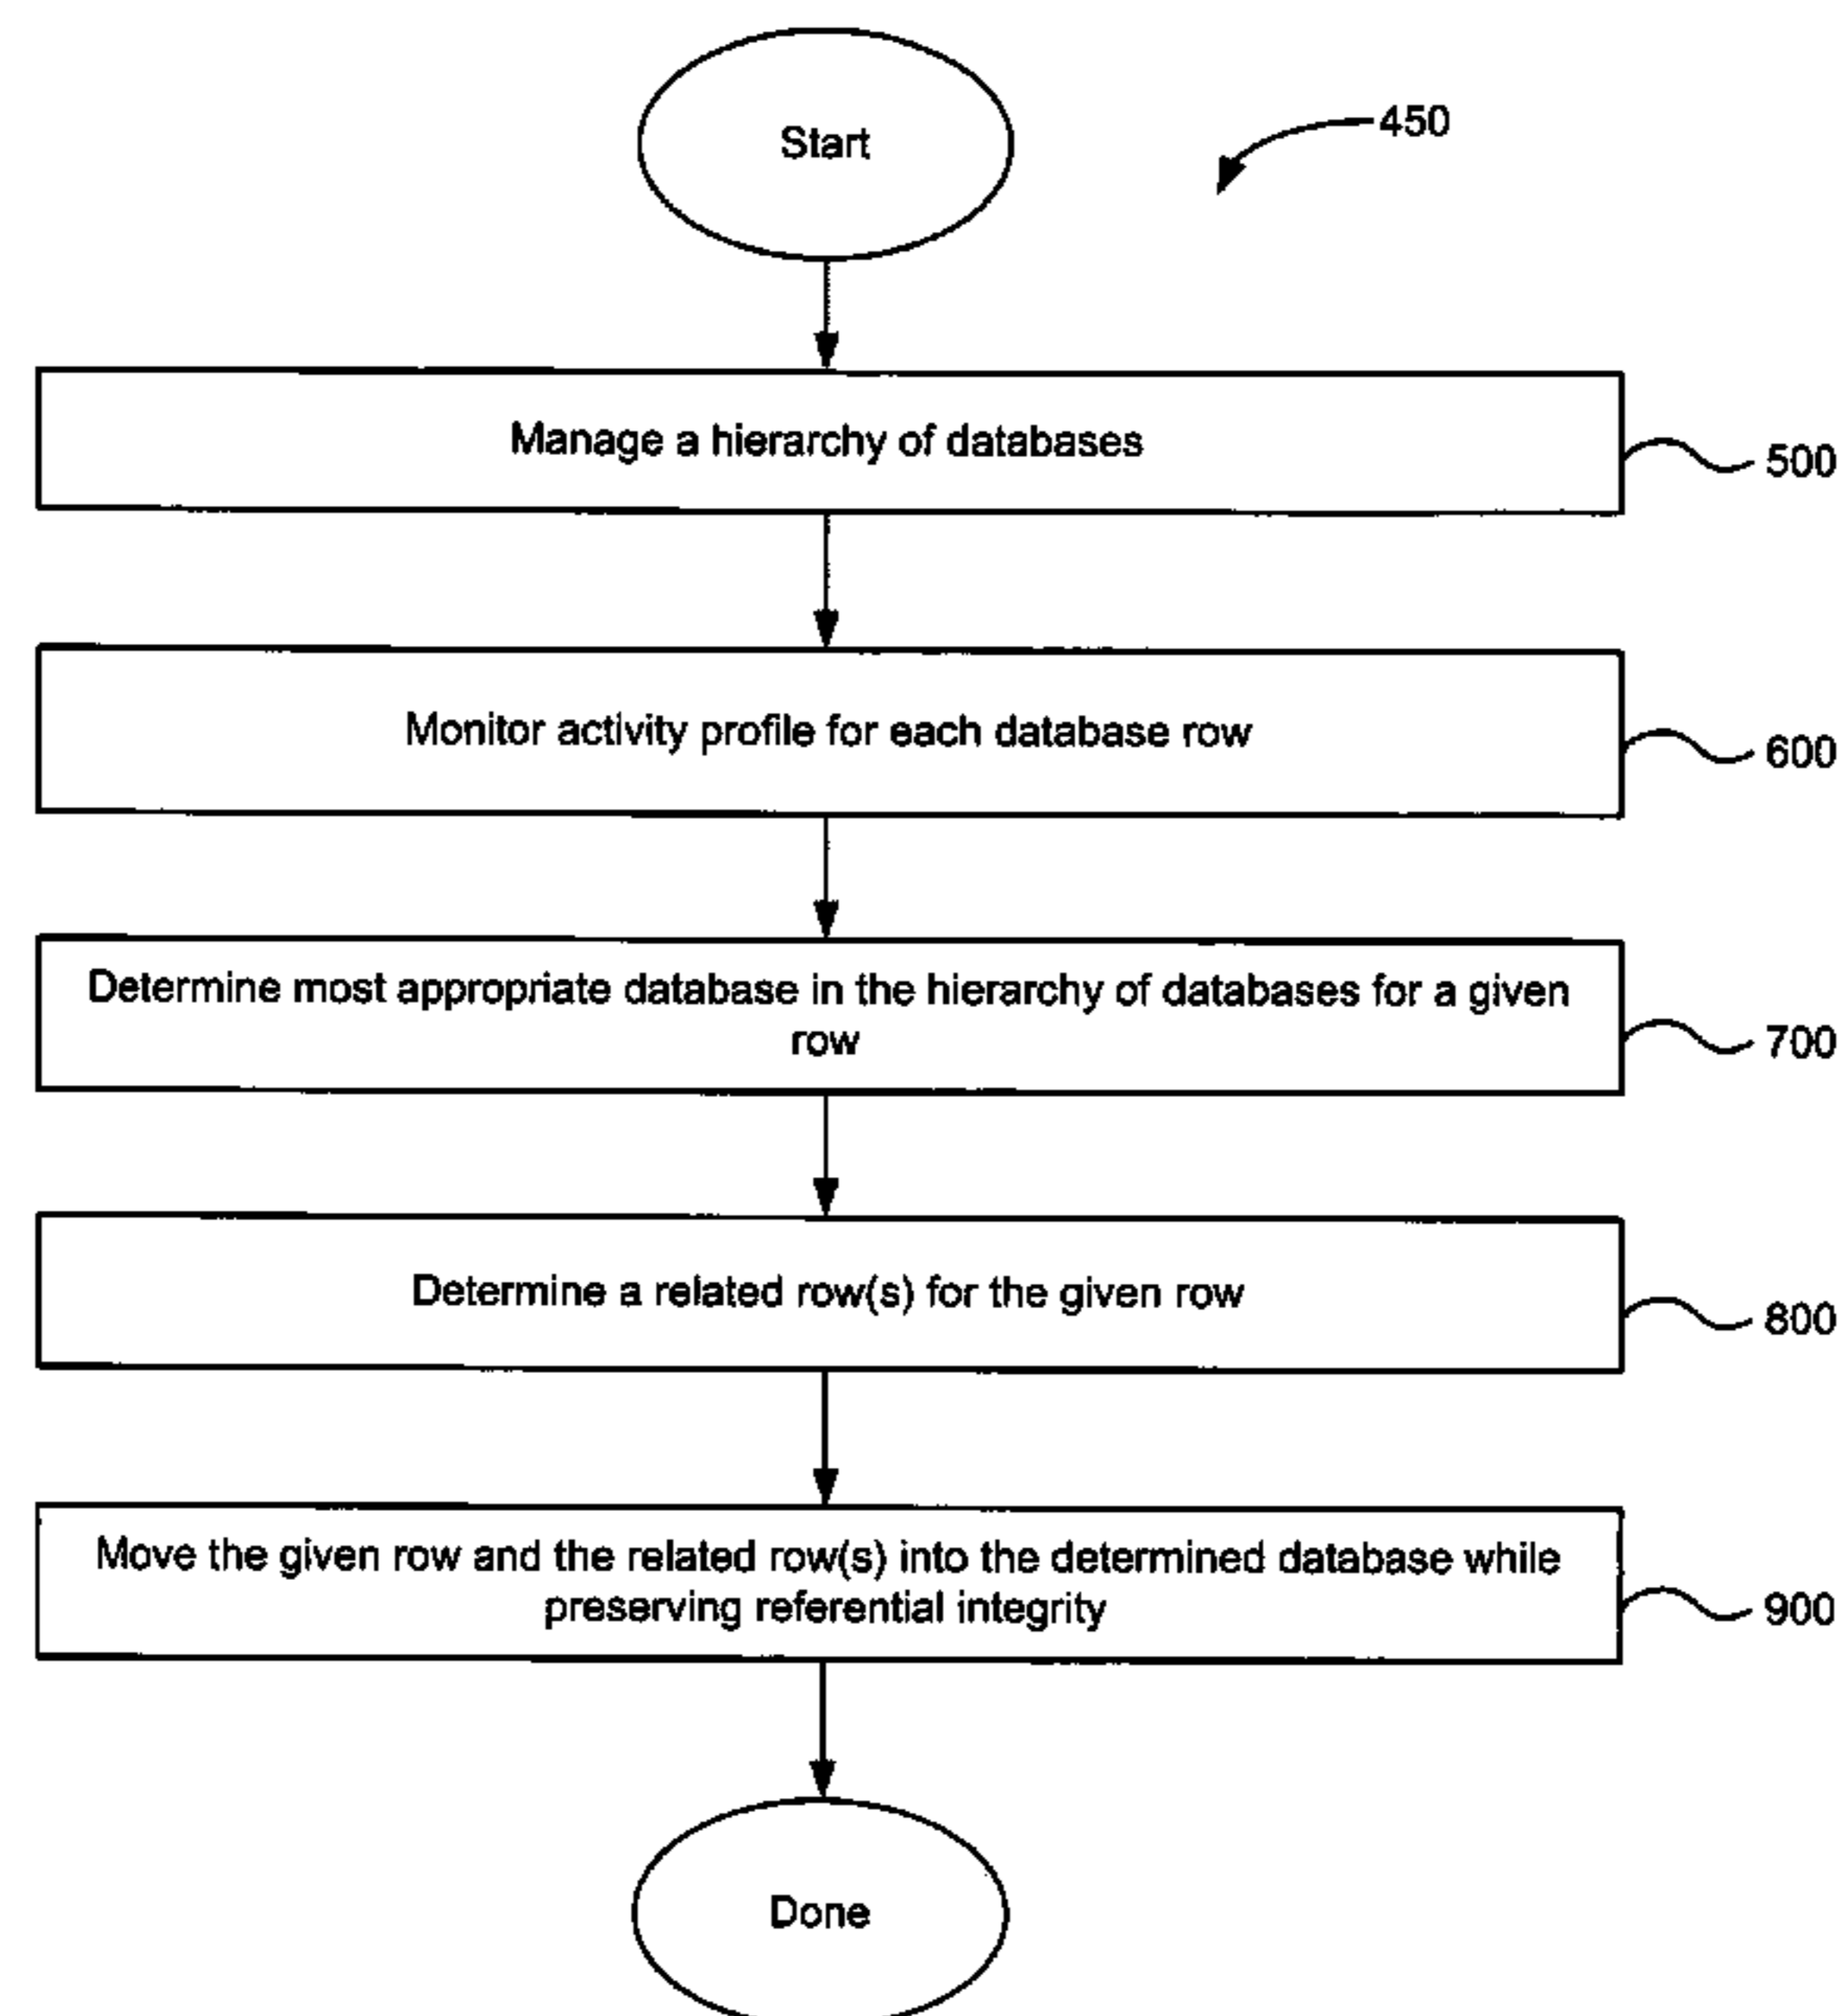 Start
450
Manage a hierarchy of databases
500
Monitor activity profile for each database row
600
Determine most appropriate database in the hierarchy of databases for a given
row
700
Determine a related row(s) for the given row
800
Move the given row and the related row(s) into the determined database while
preserving referential integrity
900
Done